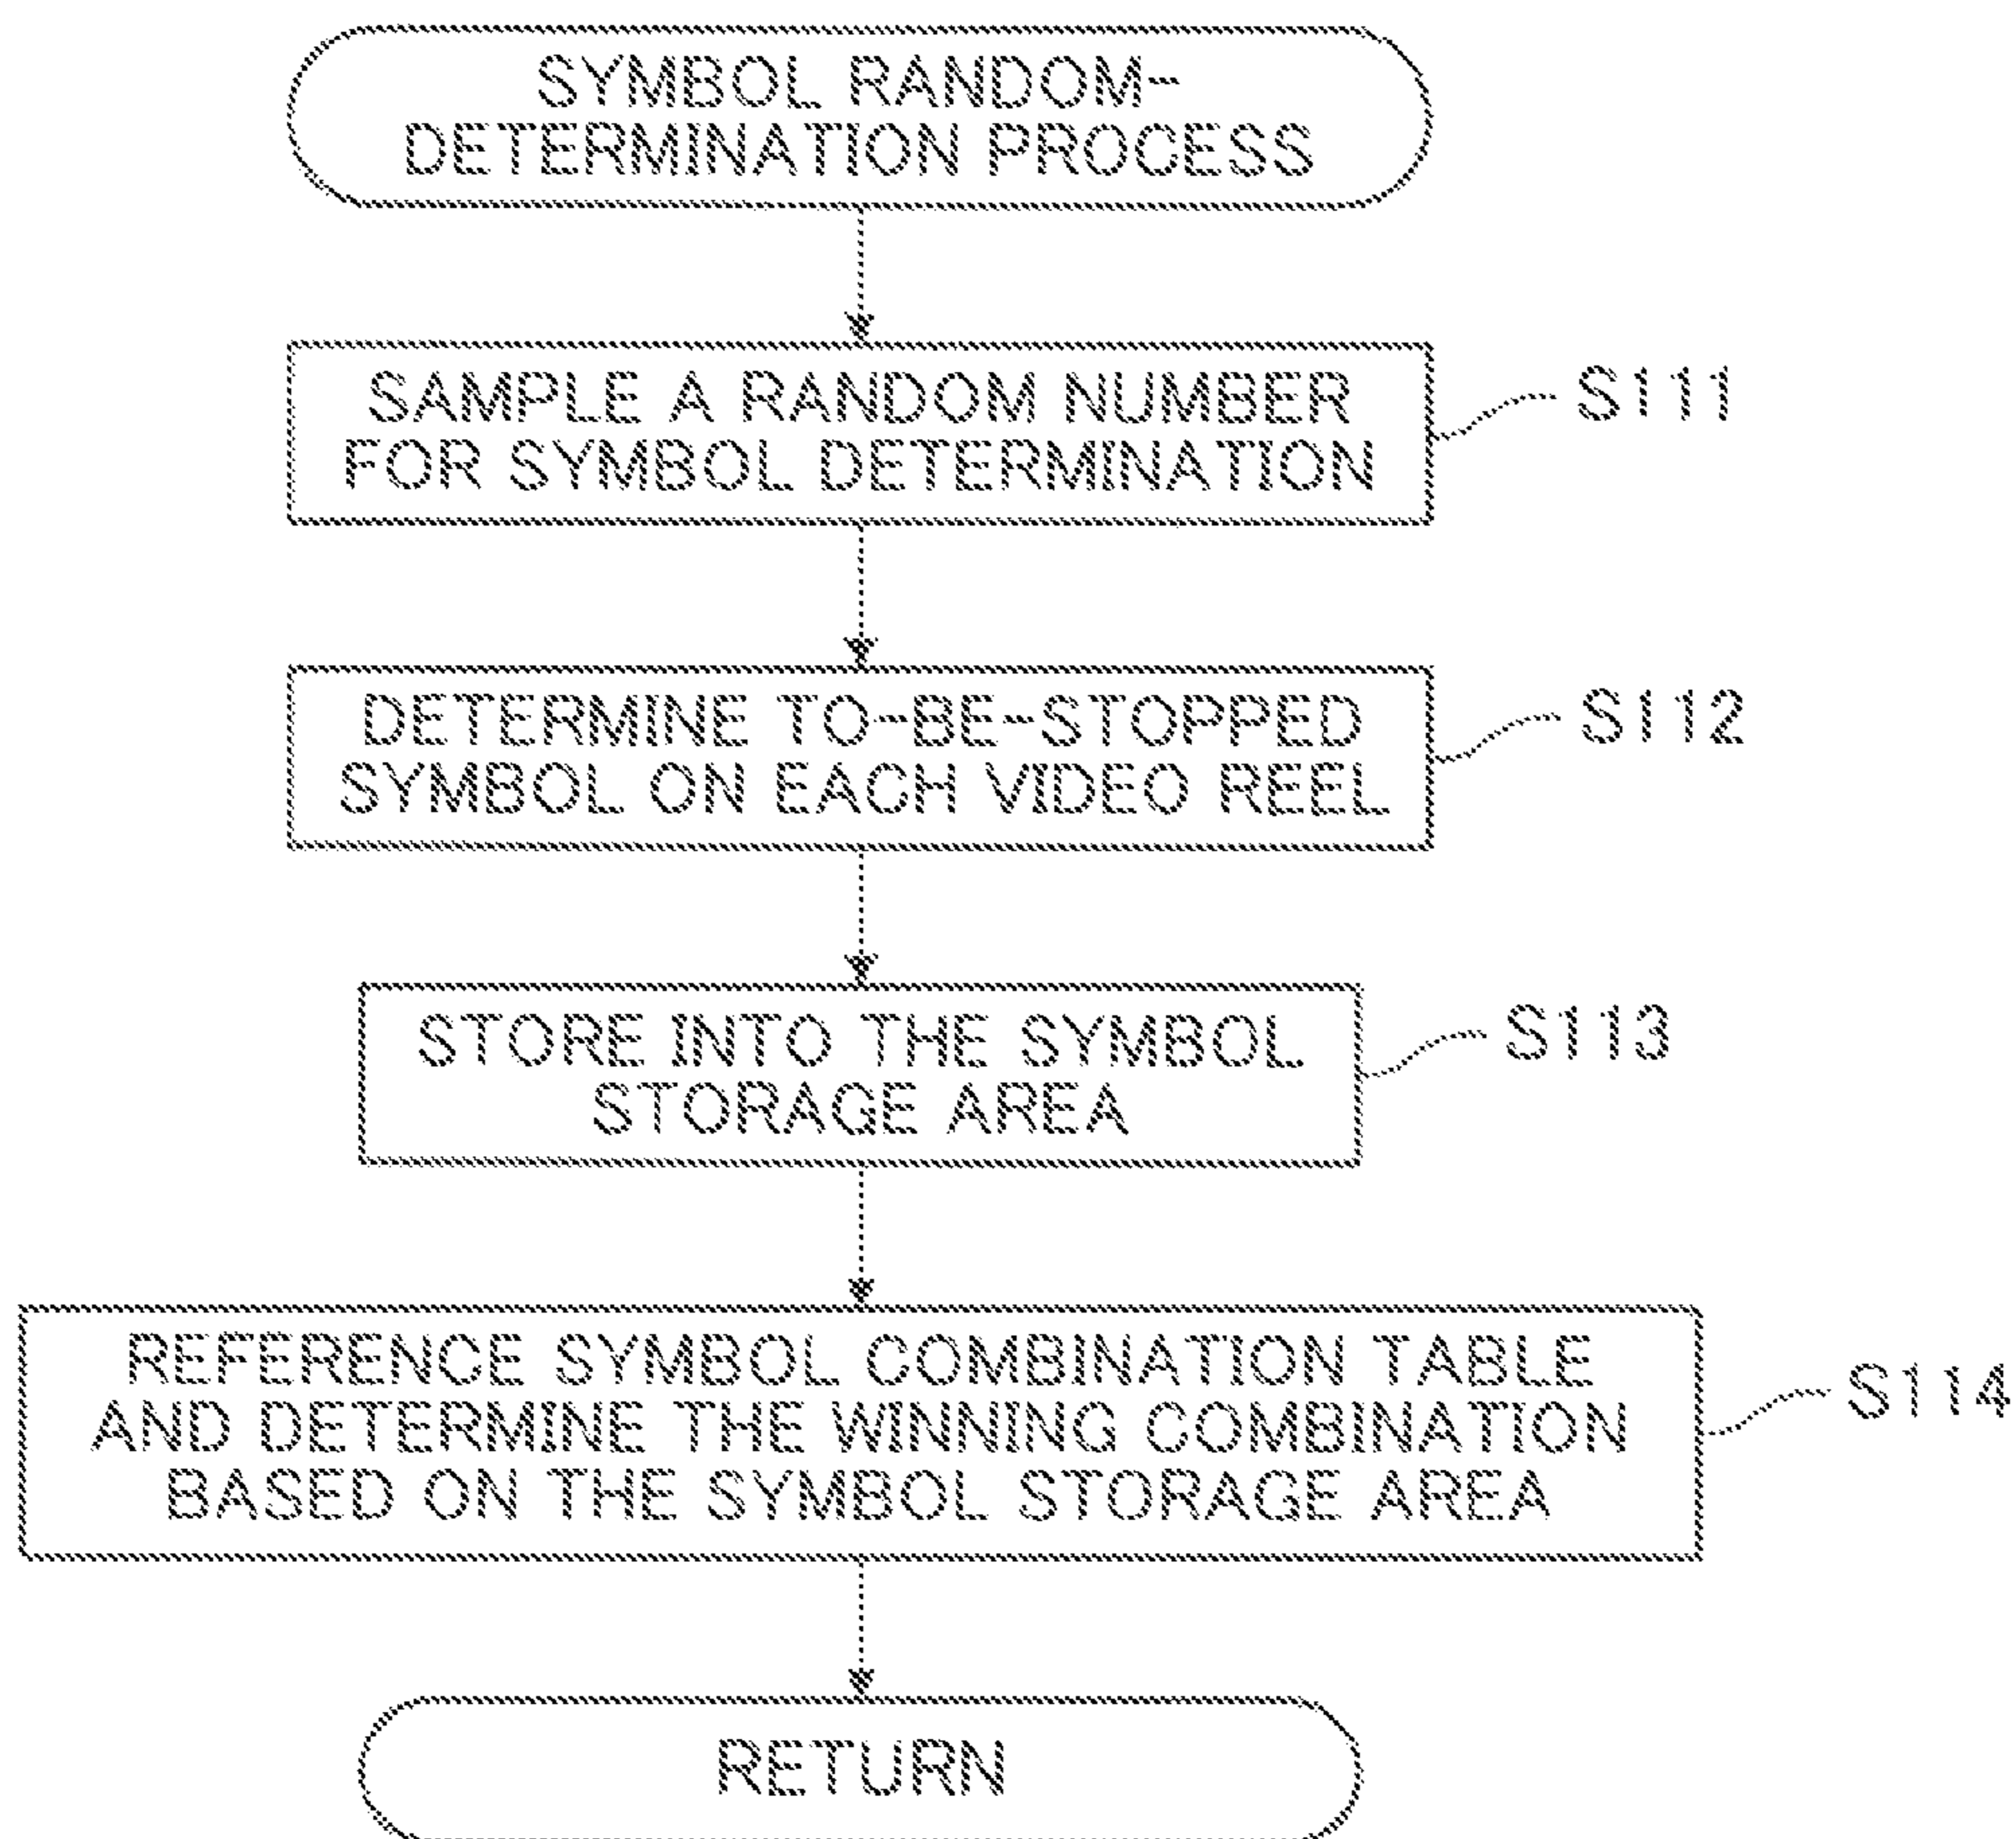 SYMBOL RANDOM-
DETERMINATION PROCESS
SAMPLE A RANDOM NUMBER
FOR SYMBOL DETERMINATION
S111
DETERMINE TO-BE-STOPPED
SYMBOL ON EACH VIDEO REEL
S112
STORE INTO THE SYMBOL
STORAGE AREA
S113
REFERENCE SYMBOL COMBINATION TABLE
AND DETERMINE THE WINNING COMBINATION
BASED ON THE SYMBOL STORAGE AREA
S114
RETURN